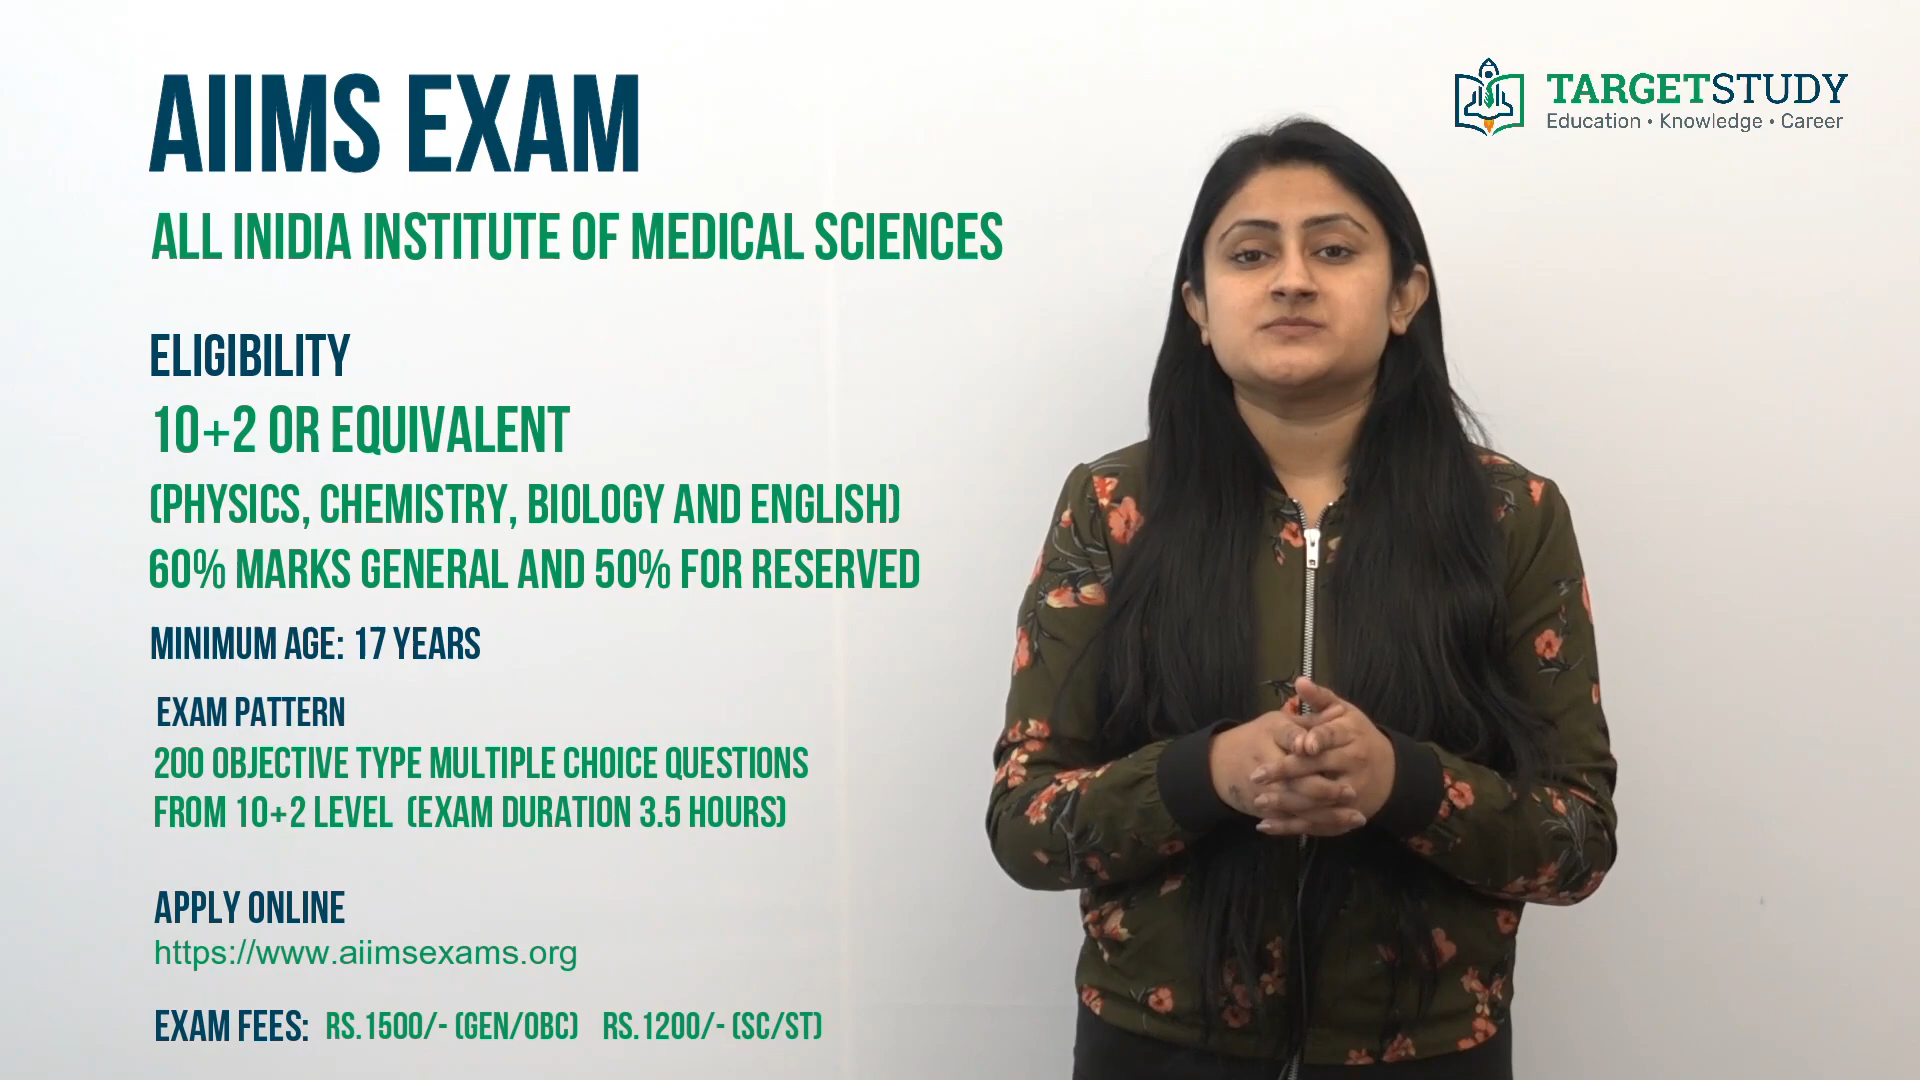 AIIMS EXAM
TARGETSTUDY
Education • Knowledge • Career
ALL INIDIA INSTITUTE OF MEDICAL SCIENCES
ELIGIBILITY
10+2 OR EQUIVALENT
(PHYSICS, CHEMISTRY, BIOLOGY AND ENGLISH)
60% MARKS GENERAL AND 50% FOR RESERVED
MINIMUM AGE: 17 YEARS
EXAM PATTERN
200 OBJECTIVE TYPE MULTIPLE CHOICE QUESTIONS
FROM 10+2 LEVEL (EXAM DURATION 3.5 HOURS)
APPLY ONLINE
https://www.aiimsexams.org
EXAM FEES: RS.1500/- (GEN/OBC) RS.1200/- (SC/ST)